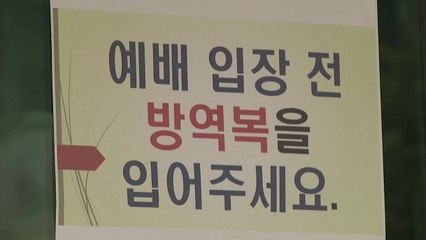 예배 입장 전
방역복을
입어주세요.